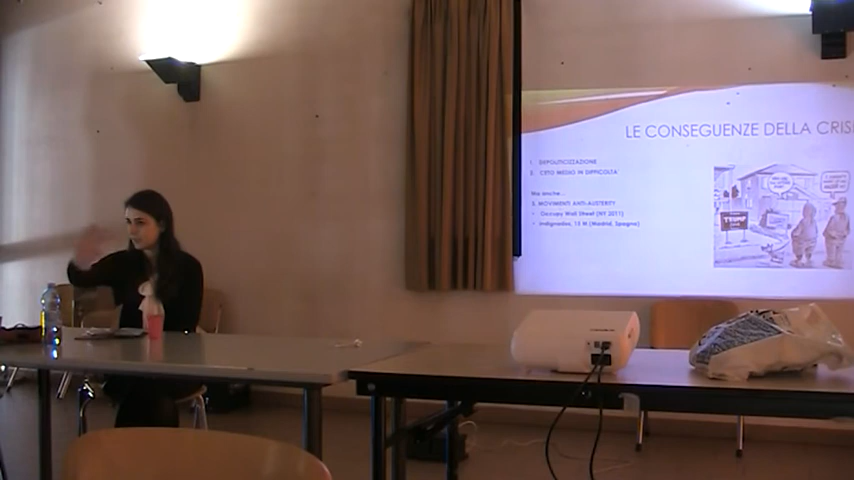 LE CONSEGUENZE DELLA CRISI
1. DEPOLITICIZZAZIONE
2. CETO MEDIO IN DIFFICOLTA'
Ma anche...
3. MOVIMENTI ANTI-AUSTERITY
• Occupy Wall Street (NY 2011)
• Indignados, 15 M (Madrid, Spagna)
TRUMP